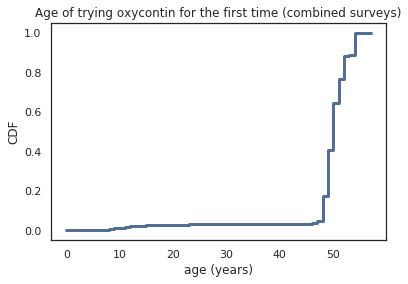 Age of trying oxycontin for the first time (combined surveys)
1.0
0.8
0.6
0.4
0.2
0.0
CDF
0 10 20 30 40 50
age (years)